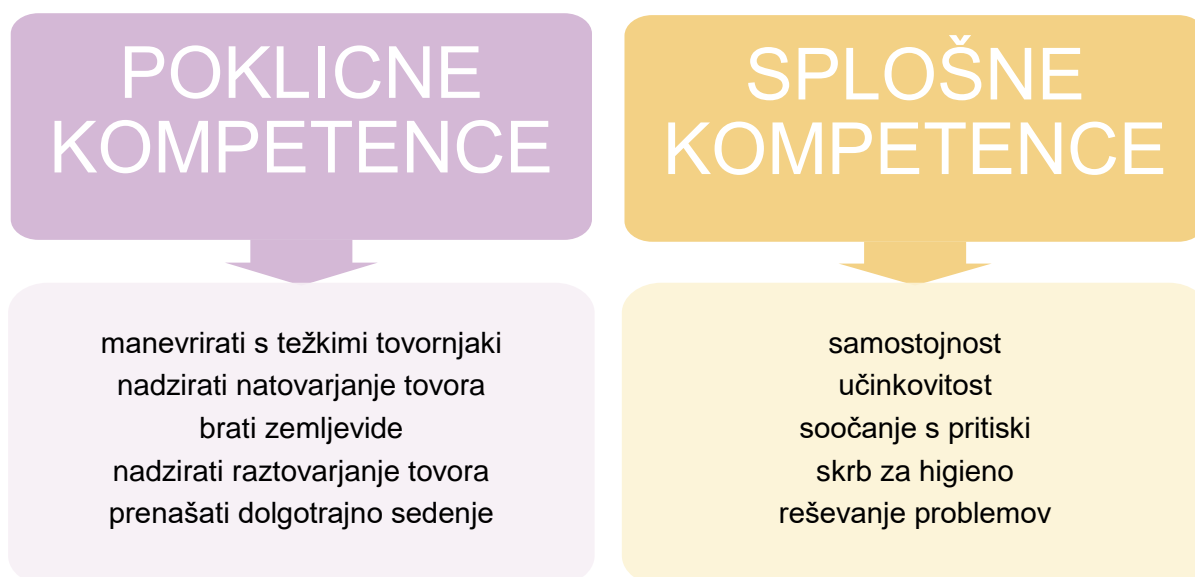 POKLICNE
KOMPETENCE
manevrirati s težkimi tovornjaki
nadzirati natovarjanje tovora
brati zemljevide
nadzirati raztovarjanje tovora
prenašati dolgotrajno sedenje
SPLOŠNE
KOMPETENCE
samostojnost
učinkovitost
soočanje s pritiski
skrb za higieno
reševanje problemov